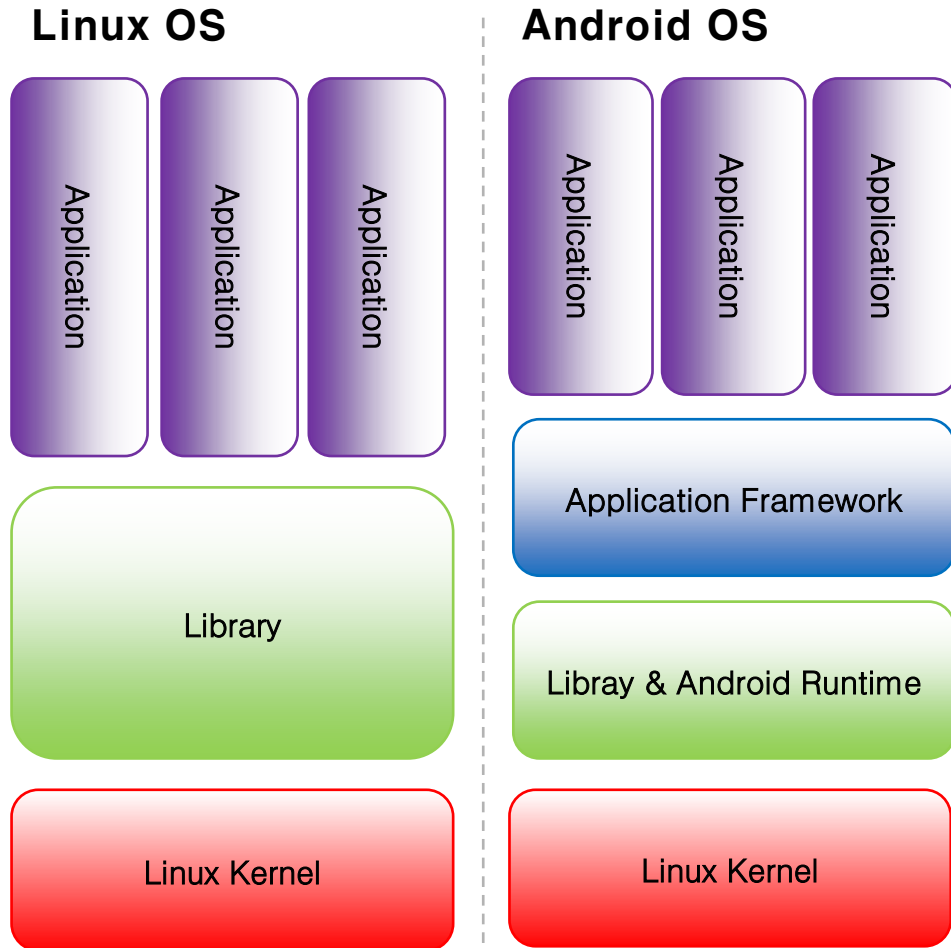 Linux OS
Application
Application
Application
Library
Linux Kernel
Android OS
Application
Application
Application
Application Framework
Libray & Android Runtime
Linux Kernel